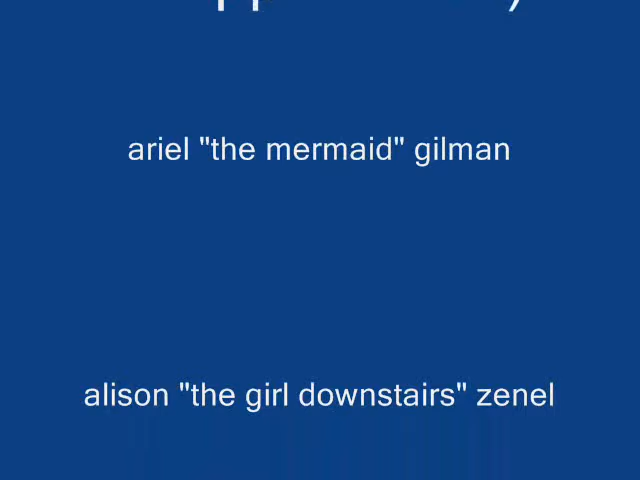 ariel "the mermaid" gilman
alison "the girl downstairs" zenel